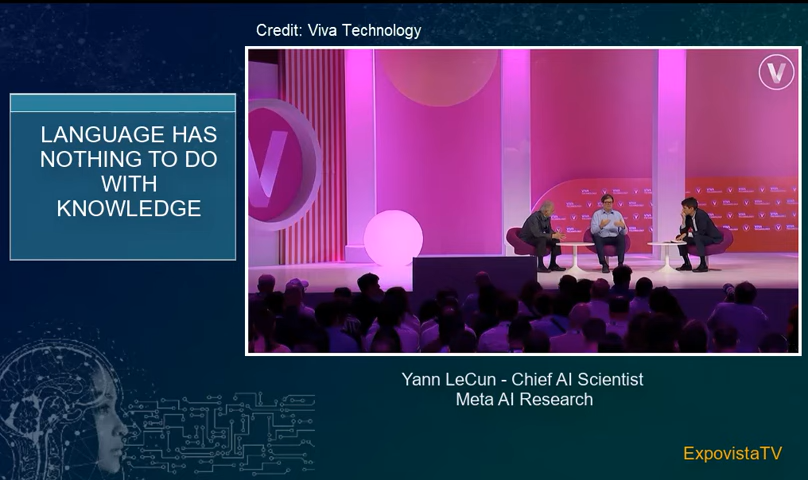 Credit: Viva Technology
LANGUAGE HAS
NOTHING TO DO
WITH
KNOWLEDGE
V
V
Yann LeCun - Chief AI Scientist
Meta AI Research
ExpovistaTV